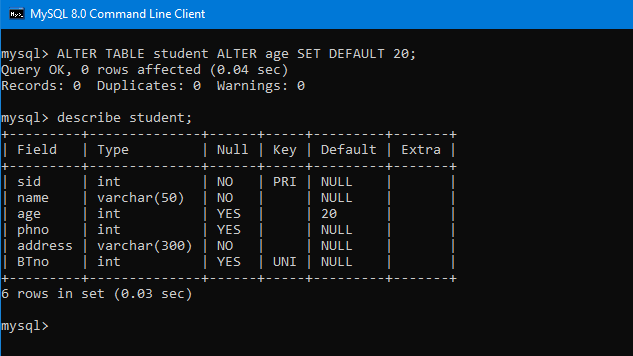 MySQL 8.0 Command Line Client
mysql> ALTER TABLE student ALTER age SET DEFAULT 20;
Query OK, 0 rows affected (0.04 sec)
Records: 0  Duplicates: 0  Warnings: 0
mysql> describe student;
+---------+--------------+------+-----+---------+-------+
| Field   | Type         | Null | Key | Default | Extra |
+---------+--------------+------+-----+---------+-------+
| sid     | int          | NO   | PRI | NULL    |       |
| name    | varchar(50)  | NO   |     | NULL    |       |
| age     | int          | YES  |     | 20      |       |
| phno    | int          | YES  |     | NULL    |       |
| address | varchar(300) | NO   |     | NULL    |       |
| BTno    | int          | YES  | UNI | NULL    |       |
+---------+--------------+------+-----+---------+-------+
6 rows in set (0.03 sec)
mysql>